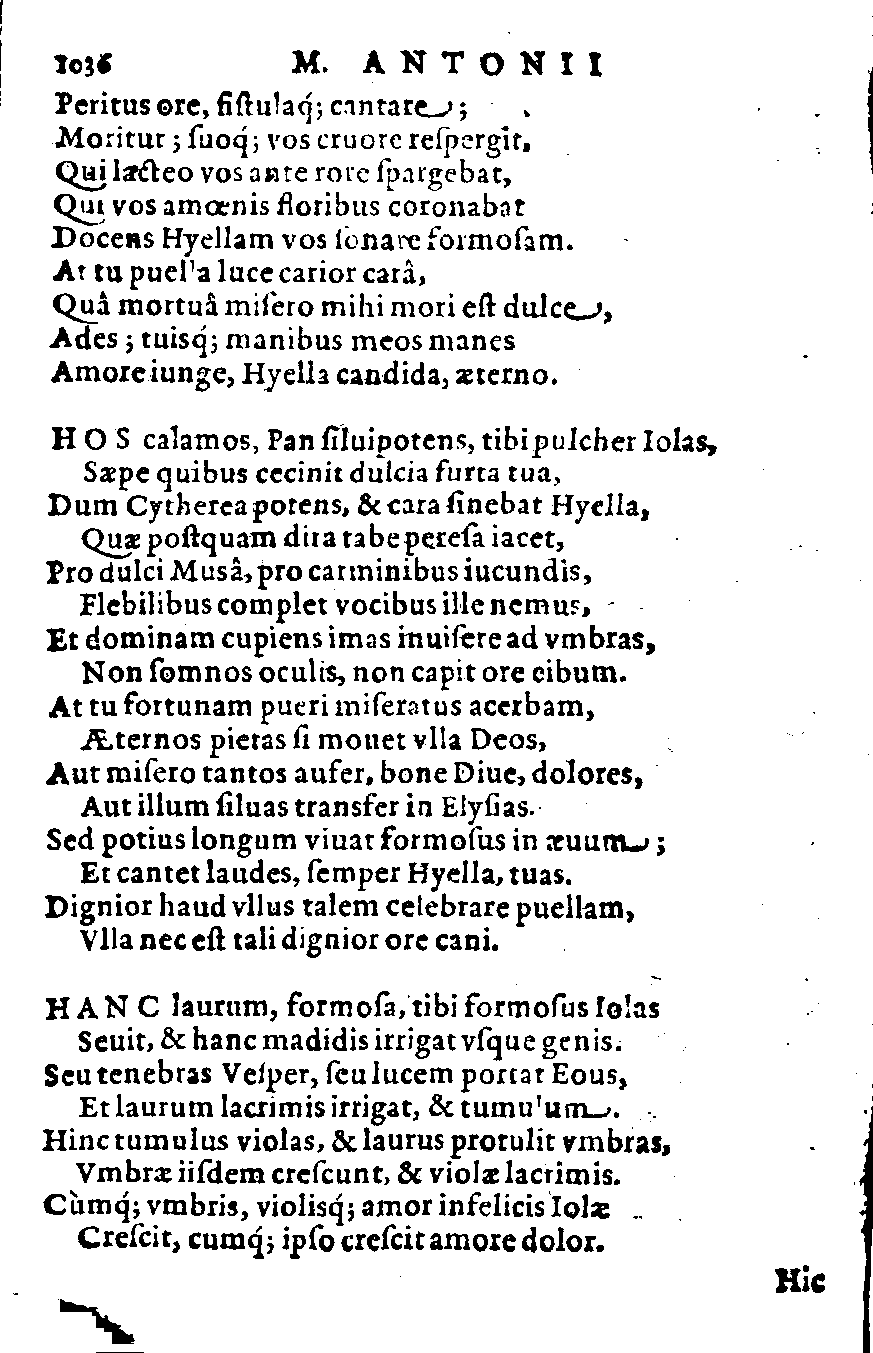 1036 M. ANTONII
Peritus ore, fiſtulaq́; cantare;
Moritur; ſuoq́; vos cruore reſpergit,
Qui lacteo vos ante rore ſpargebat,
Qui vos amœnis floribus coronabat
Docens Hyellam vos ſonare formoſam.
At tu puella luce carior carâ,
Quâ mortuâ miſero mihi mori eſt dulce,
Ades; tuisq́; manibus meos manes
Amore iunge, Hyella candida, æterno.
HOS calamos, Pan ſiluipotens, tibi pulcher Iolas,
Sæpe quibus cecinit dulcia furta tua,
Dum Cytherea potens, & cara ſinebat Hyella,
Quæ poſtquam dira tabe pereſa iacet,
Pro dulci Musâ, pro carminibus iucundis,
Flebilibus complet vocibus ille nemus,
Et dominam cupiens imas inuiſere ad vmbras,
Non ſomnos oculis, non capit ore cibum.
At tu fortunam pueri miſeratus acerbam,
Æternos pietas ſi mouet vlla Deos,
Aut miſero tantos aufer, bone Diue, dolores,
Aut illum ſiluas transfer in Elyſias.
Sed potius longum viuat formoſus in æuum;
Et cantet laudes, ſemper Hyella, tuas.
Dignior haud vllus talem celebrare puellam,
Vlla nec eſt tali dignior ore cani.
HANC laurum, formoſa, tibi formoſus Iolas
Seuit, & hanc madidis irrigat vſque genis.
Seu tenebras Veſper, ſeu lucem portat Eous,
Et laurum lacrimis irrigat, & tumulum.
Hinc tumulus violas, & laurus protulit vmbras,
Vmbræ iiſdem creſcunt, & violæ lacrimis.
Cùmq́; vmbris, violisq́; amor infelicis Iolæ
Creſcit, cumq́; ipſo creſcit amore dolor.
Hic